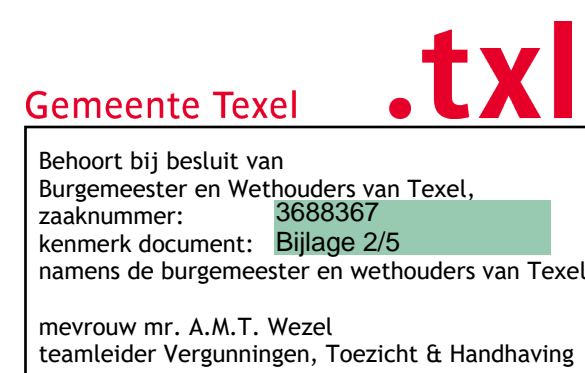 .txl
Gemeente Texel
Behoort bij besluit van
Burgemeester en Wethouders van Texel,
zaaknummer: 3688367
kenmerk document: Bijlage 2/5
namens de burgemeester en wethouders van Texel
mevrouw mr. A.M.T. Wezel
teamleider Vergunningen, Toezicht & Handhaving